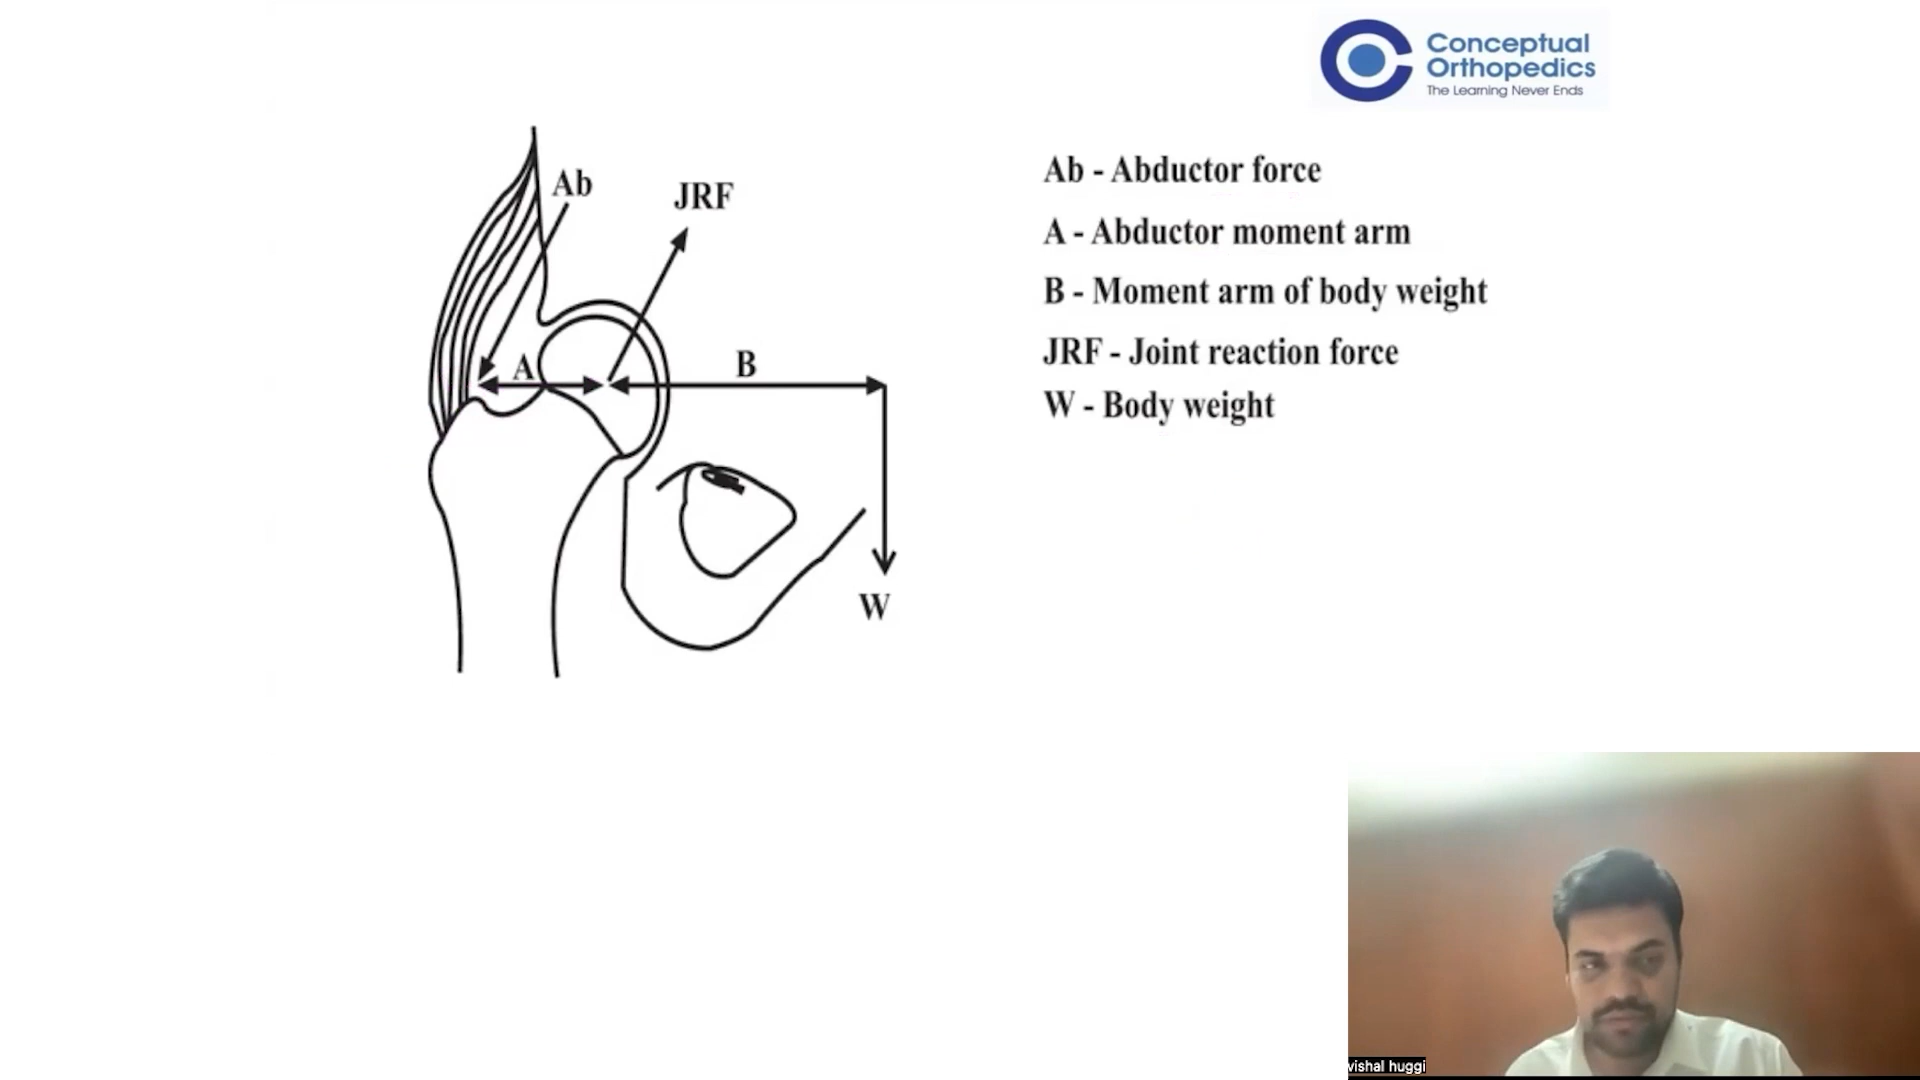 Conceptual
Orthopedics
The Learning Never Ends
Ab
JRF
A
B
W
Ab - Abductor force
A - Abductor moment arm
B - Moment arm of body weight
JRF - Joint reaction force
W - Body weight
vishal huggi